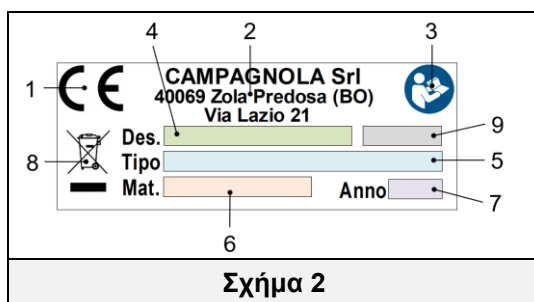 4 2 3
1 CE CAMPAGNOLA Srl
40069 Zola Predosa (BO)
Via Lazio 21
Des. 9
8 Tipo 5
Mat. Anno 7
6
Σχήμα 2